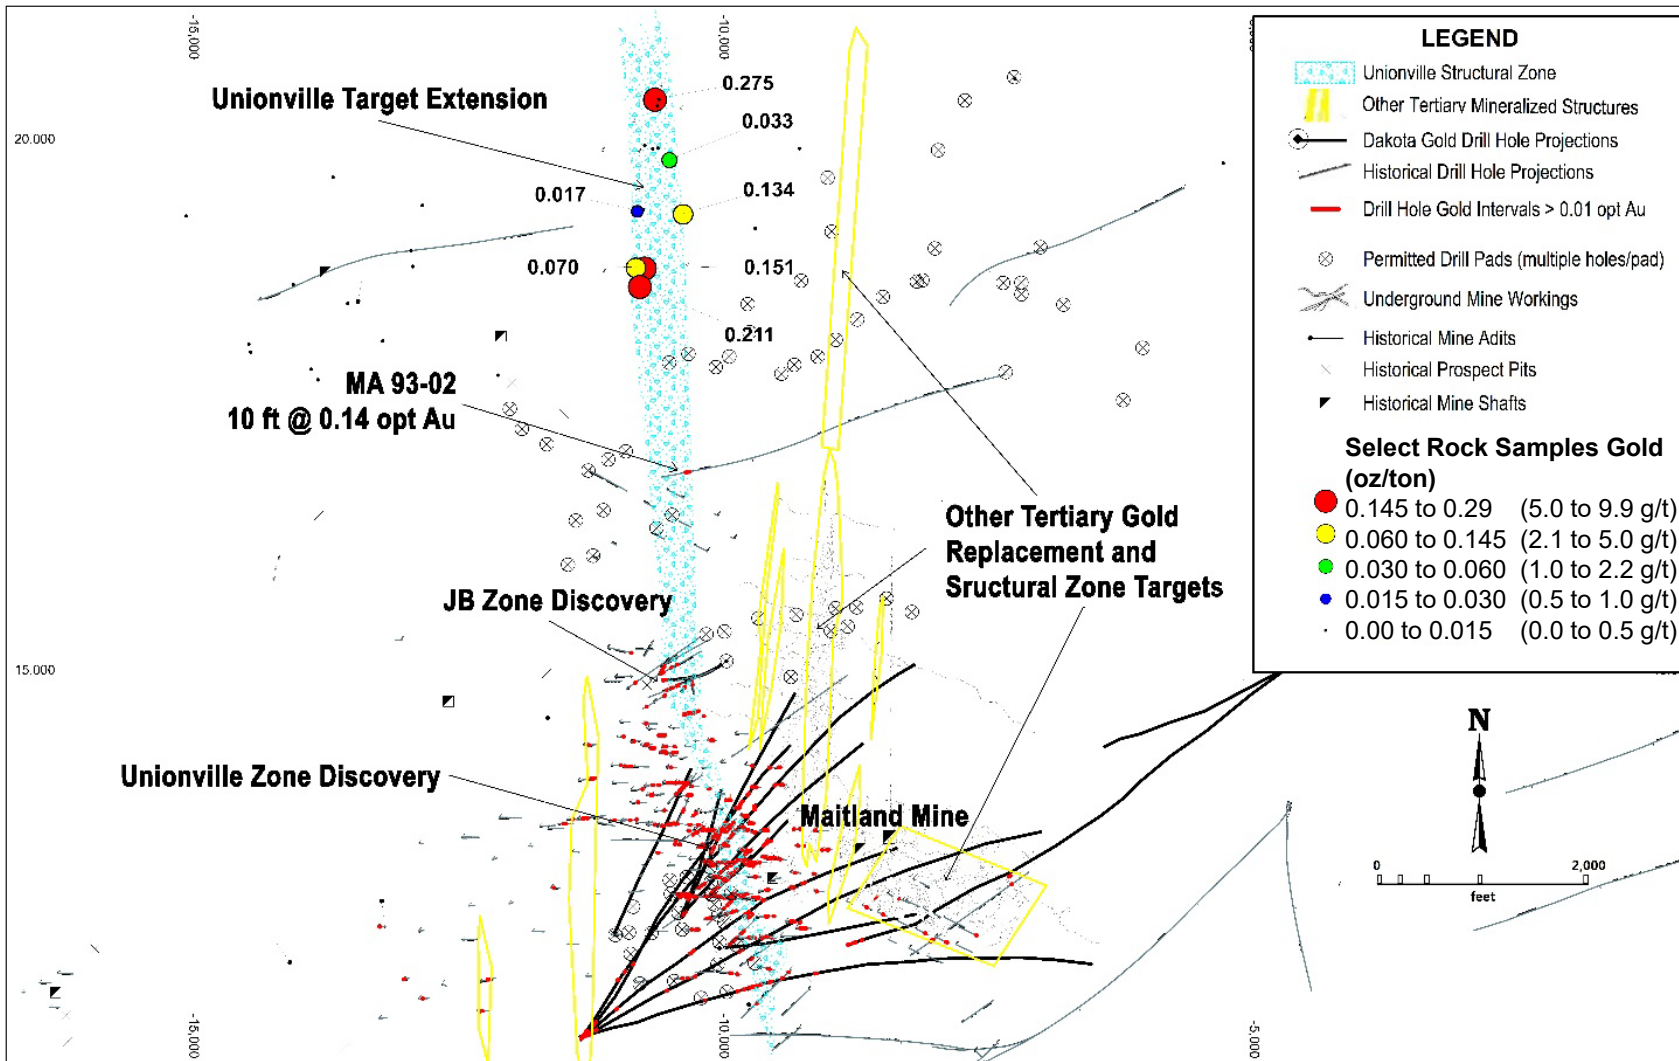 -15,000
-10,000
20.000
15.000
Unionville Target Extension
0.275
0.033
0.017
0.134
0.070
0.151
0.211
MA 93-02
10 ft @ 0.14 opt Au
JB Zone Discovery
Other Tertiary Gold
Replacement and
Sructural Zone Targets
Unionville Zone Discovery
Maitland Mine
LEGEND
Unionville Structural Zone
Other Tertiary Mineralized Structures
Dakota Gold Drill Hole Projections
Historical Drill Hole Projections
Drill Hole Gold Intervals > 0.01 opt Au
Permitted Drill Pads (multiple holes/pad)
Underground Mine Workings
Historical Mine Adits
Historical Prospect Pits
Historical Mine Shafts
Select Rock Samples Gold
(oz/ton)
0.145 to 0.29 (5.0 to 9.9 g/t)
0.060 to 0.145 (2.1 to 5.0 g/t)
0.030 to 0.060 (1.0 to 2.2 g/t)
0.015 to 0.030 (0.5 to 1.0 g/t)
0.00 to 0.015 (0.0 to 0.5 g/t)
N
0 2,000
feet
-15,000
-10,000
-5,000